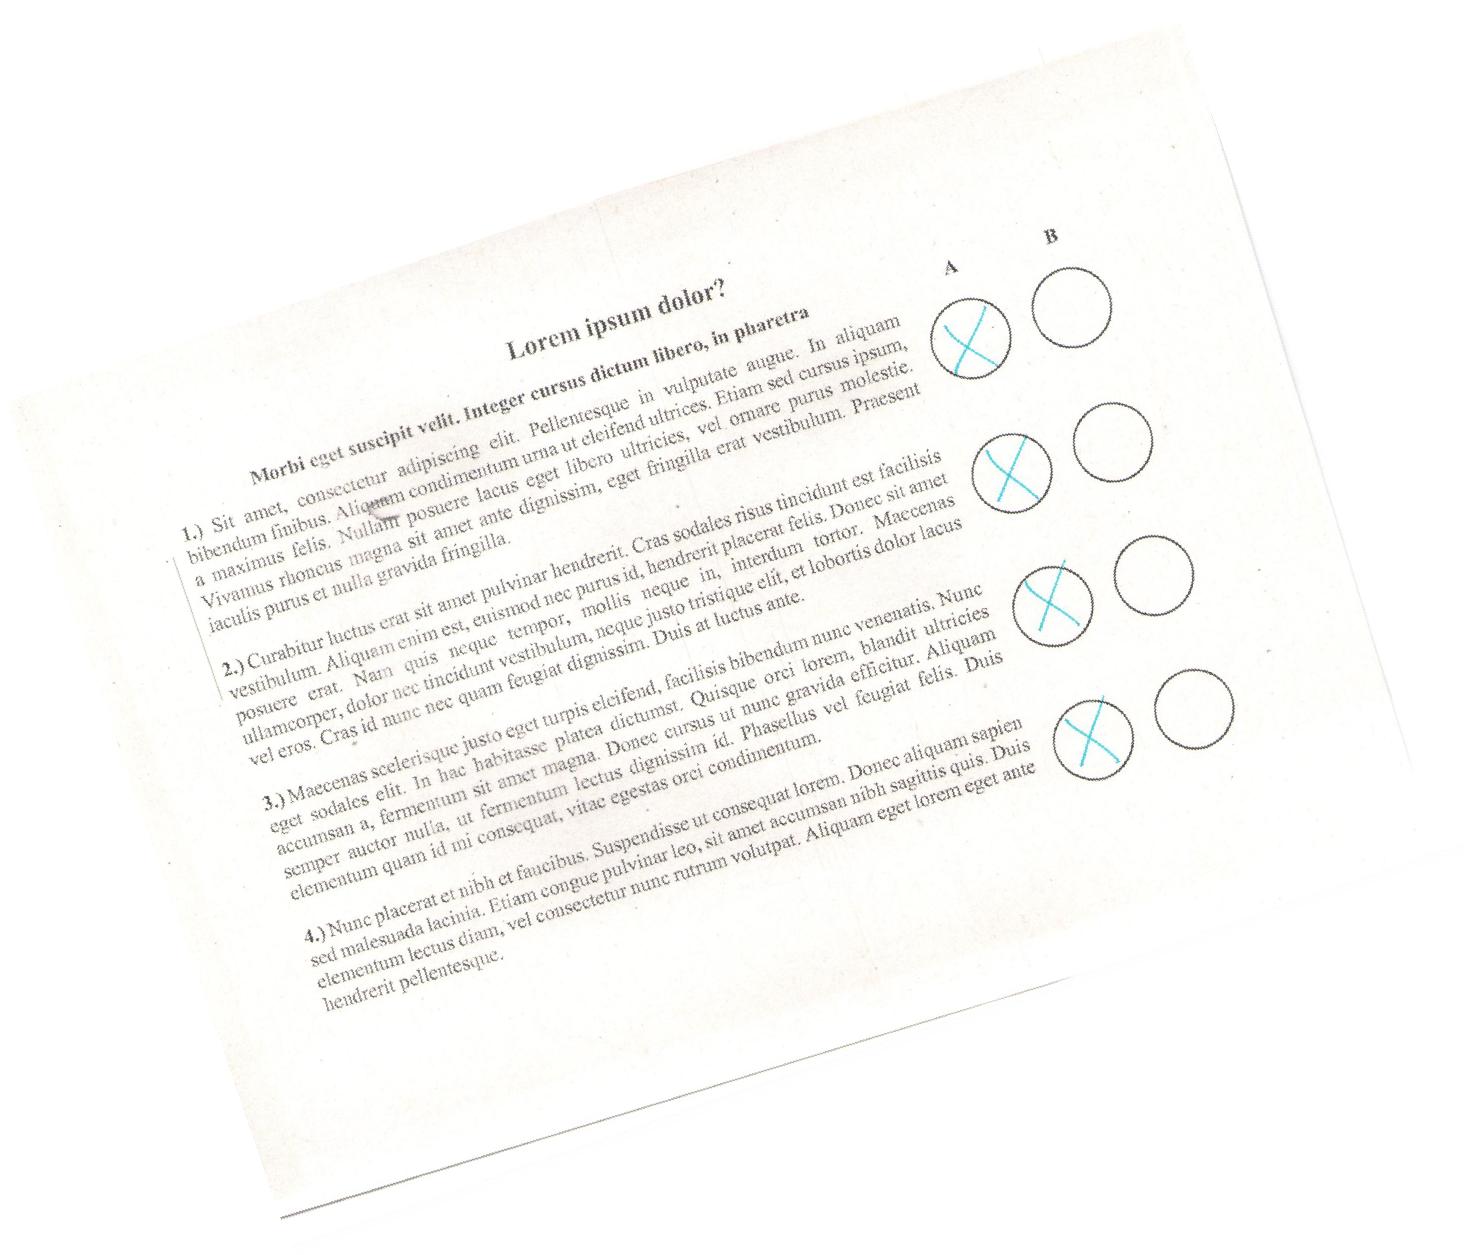 A B
Lorem ipsum dolor?
Morbi eget suscipit velit. Integer cursus dictum libero, in pharetra
1.) Sit amet, consectetur adipiscing elit. Pellentesque in vulputate augue. In aliquam
bibendum finibus. Aliquam condimentum urna ut eleifend ultrices. Etiam sed cursus ipsum,
a maximus felis. Nullam posuere lacus eget libero ultricies, vel ornare purus molestie.
Vivamus rhoncus magna sit amet ante dignissim, eget fringilla erat vestibulum. Praesent
iaculis purus et nulla gravida fringilla.
2.) Curabitur luctus erat sit amet pulvinar hendrerit. Cras sodales risus tincidunt est facilisis
vestibulum. Aliquam enim est, euismod nec purus id, hendrerit placerat felis. Donec sit amet
posuere erat. Nam quis neque tempor, mollis neque in, interdum tortor. Maecenas
ullamcorper, dolor nec tincidunt vestibulum, neque justo tristique elit, et lobortis dolor lacus
vel eros. Cras id nunc nec quam feugiat dignissim. Duis at luctus ante.
3.) Maecenas scelerisque justo eget turpis eleifend, facilisis bibendum nunc venenatis. Nunc
eget sodales elit. In hac habitasse platea dictumst. Quisque orci lorem, blandit ultricies
accumsan a, fermentum sit amet magna. Donec cursus ut nunc gravida efficitur. Aliquam
semper auctor nulla, ut fermentum lectus dignissim id. Phasellus vel feugiat felis. Duis
elementum quam id mi consequat, vitae egestas orci condimentum.
4.) Nunc placerat et nibh et faucibus. Suspendisse ut consequat lorem. Donec aliquam sapien
sed malesuada lacinia. Etiam congue pulvinar leo, sit amet accumsan nibh sagittis quis. Duis
elementum lectus diam, vel consectetur nunc rutrum volutpat. Aliquam eget lorem eget ante
hendrerit pellentesque.